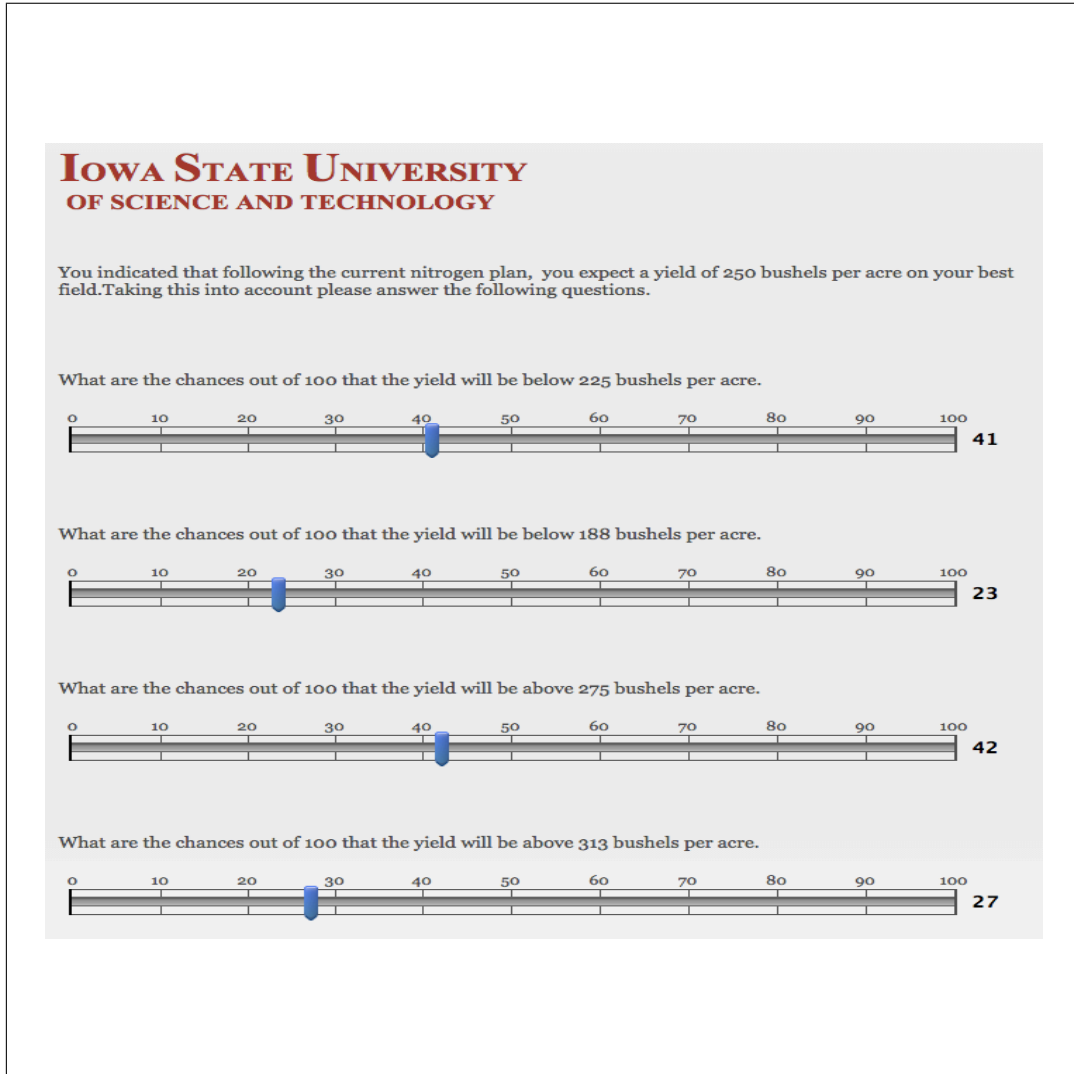 Iowa State University
of science and technology
You indicated that following the current nitrogen plan,  you expect a yield of 250 bushels per acre on your best
field.Taking this into account please answer the following questions.
What are the chances out of 100 that the yield will be below 225 bushels per acre.
0 10 20 30 40 50 60 70 80 90 100
41
What are the chances out of 100 that the yield will be below 188 bushels per acre.
0 10 20 30 40 50 60 70 80 90 100
23
What are the chances out of 100 that the yield will be above 275 bushels per acre.
0 10 20 30 40 50 60 70 80 90 100
42
What are the chances out of 100 that the yield will be above 313 bushels per acre.
0 10 20 30 40 50 60 70 80 90 100
27